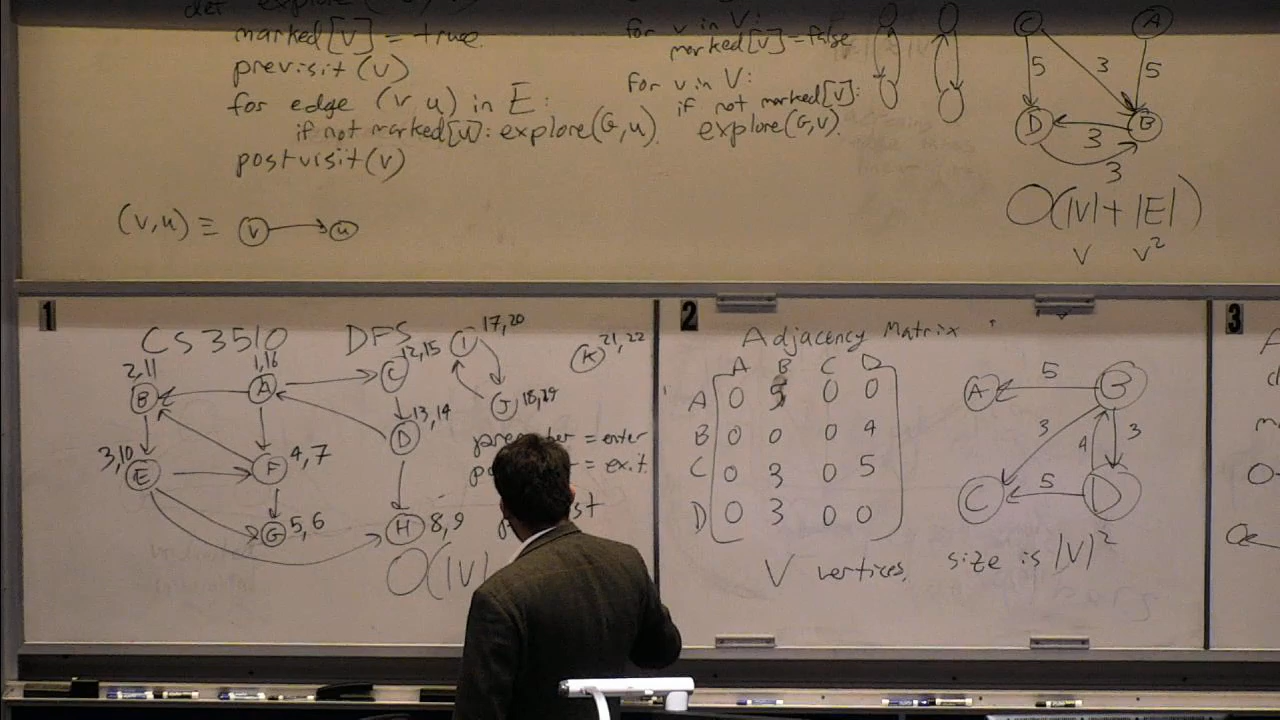 def explore(G, v):
marked[v] = true
previsit(v)
for edge (v, u) in E:
if not marked[u]: explore(G, u)
postvisit(v)
(v, u) ≡ v u
for v in V:
marked[v] = false
for v in V:
if not marked[v]:
explore(G, v)
C A
5 3 5
D 3 B
3
O(|V| + |E|)
V V²
1
CS 3510 DFS
A 1,16
B 2,11
C 12,15
I 17,20
K 21,22
J 18,29
D 13,14
E 3,10
F 4,7
G 5,6
H 8,9
= enter
= exit
O(|V|
2
Adjacency Matrix
A B C D
A 0 5 0 0
B 0 0 0 4
C 0 3 0 5
D 0 3 0 0
A 5 B
3 4 3
C 5 D
V vertices, size is |V|²
3